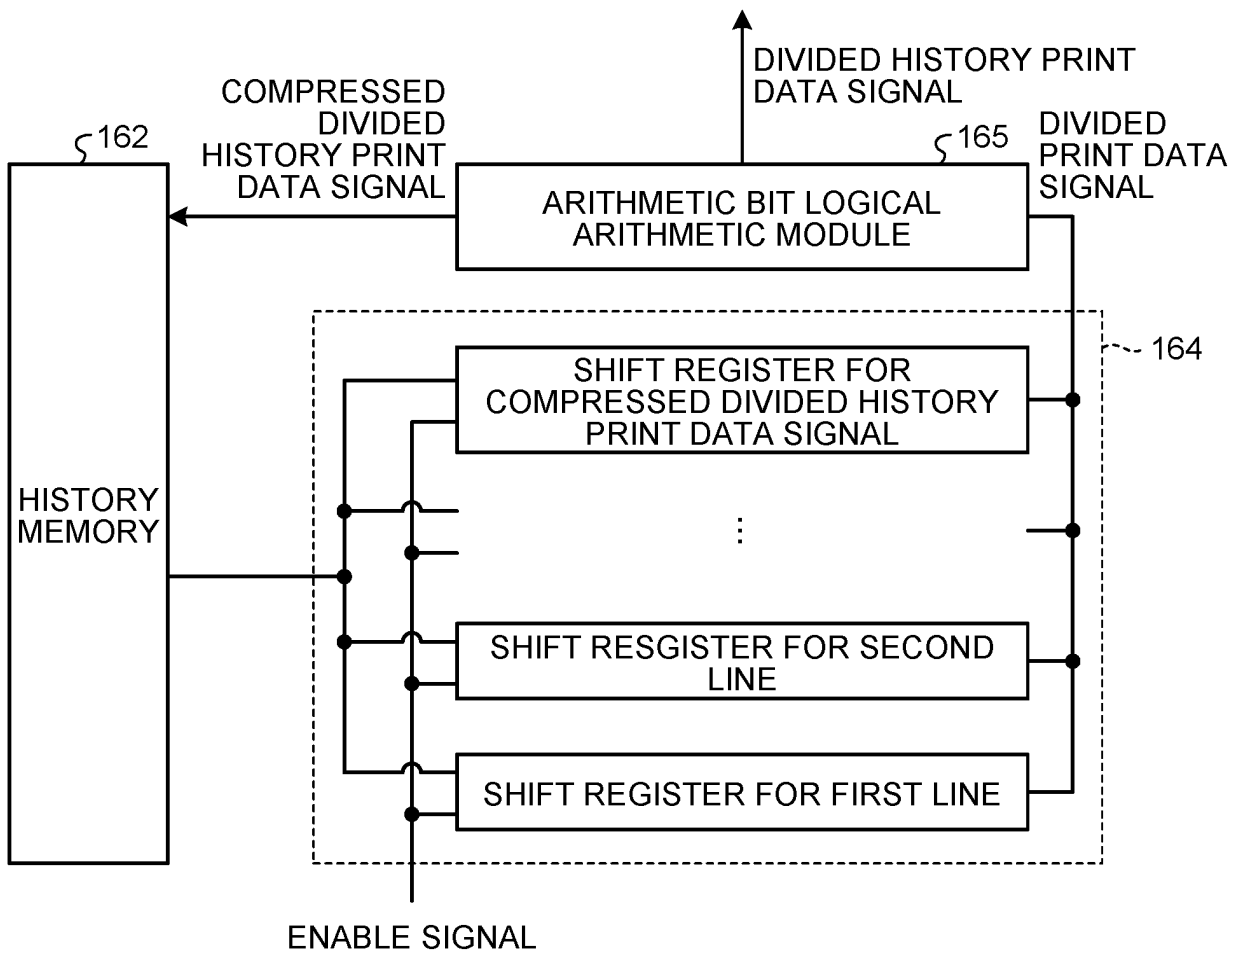 DIVIDED HISTORY PRINT
DATA SIGNAL
COMPRESSED
DIVIDED
HISTORY PRINT
DATA SIGNAL
162
165
DIVIDED
PRINT DATA
SIGNAL
ARITHMETIC BIT LOGICAL
ARITHMETIC MODULE
164
SHIFT REGISTER FOR
COMPRESSED DIVIDED HISTORY
PRINT DATA SIGNAL
HISTORY
MEMORY
...
SHIFT RESGISTER FOR SECOND
LINE
SHIFT REGISTER FOR FIRST LINE
ENABLE SIGNAL